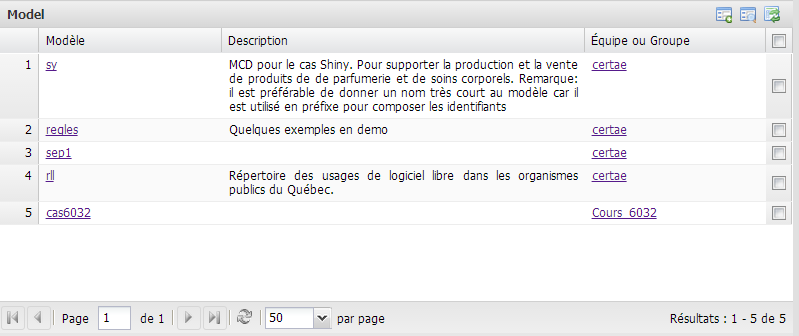 Model
Modèle Description Équipe ou Groupe
1 sy MCD pour le cas Shiny. Pour supporter la production et la vente certae
de produits de de parfumerie et de soins corporels. Remarque:
il est préférable de donner un nom très court au modèle car il
est utilisé en préfixe pour composer les identifiants
2 regles Quelques exemples en demo certae
3 sep1 certae
4 rll Répertoire des usages de logiciel libre dans les organismes certae
publics du Québec.
5 cas6032 Cours_6032
Page 1 de 1 50 par page Résultats : 1 - 5 de 5